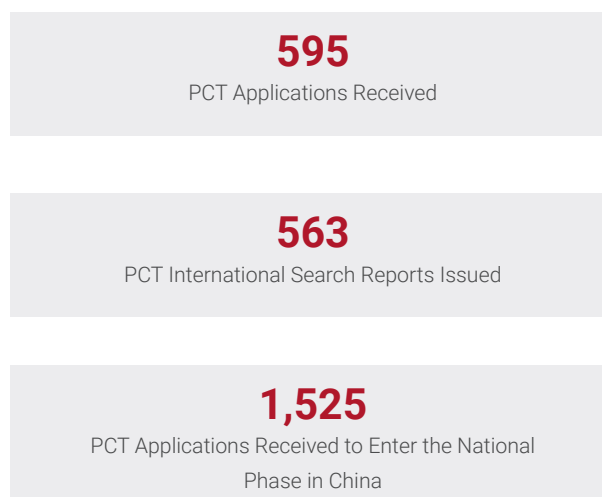 595
PCT Applications Received
563
PCT International Search Reports Issued
1,525
PCT Applications Received to Enter the National
Phase in China